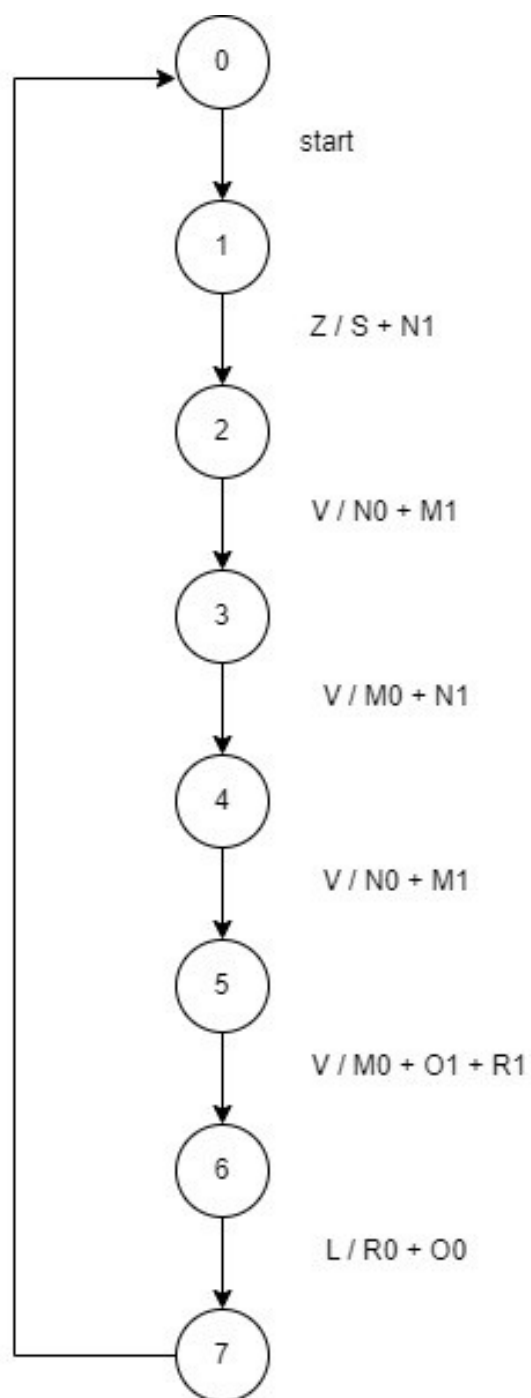 0
start
1
Z / S + N1
2
V / N0 + M1
3
V / M0 + N1
4
V / N0 + M1
5
V / M0 + O1 + R1
6
L / R0 + O0
7